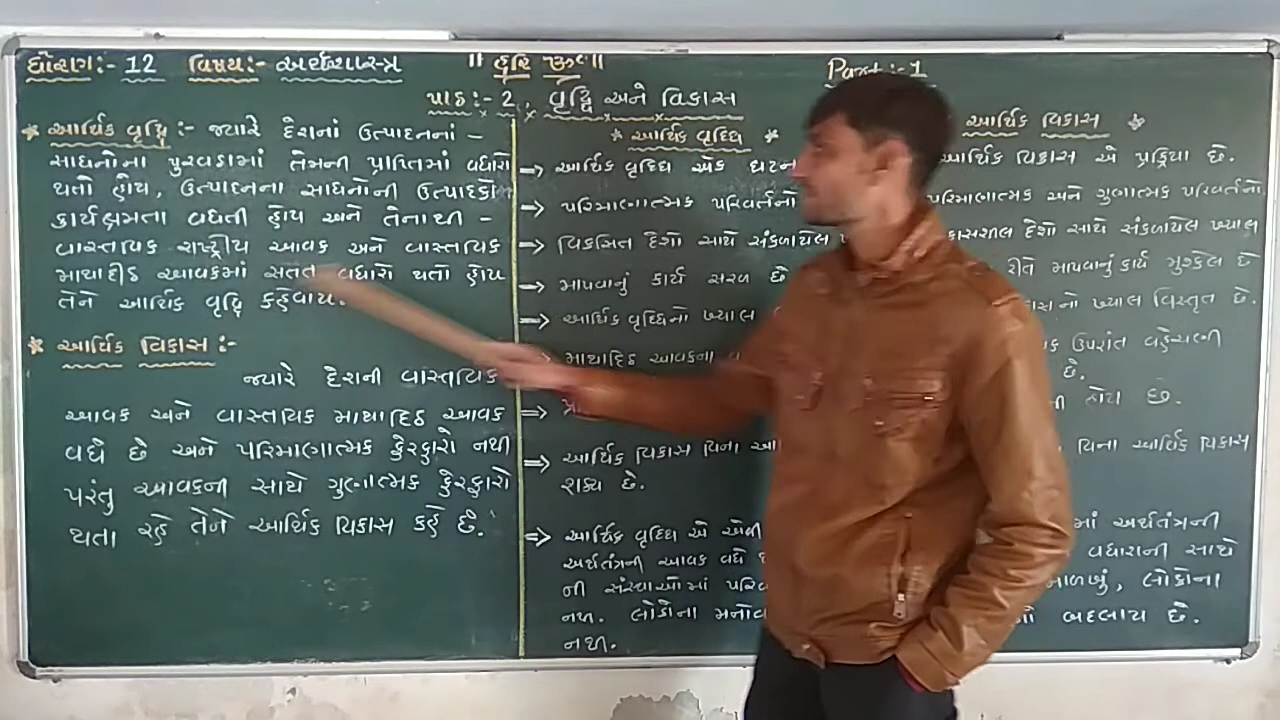 ધોરણ:- 12 વિષય:- અર્થશાસ્ત્ર
॥ હરિ ૐ ॥
Part:-1
પાઠ:- 2, વૃદ્ધિ અને વિકાસ
* આર્થિક વૃદ્ધિ :- જ્યારે દેશનાં ઉત્પાદનનાં -
સાધનોના પુરવઠામાં તેમની પ્રાપ્તિમાં વધારો
થતો હોય, ઉત્પાદનના સાધનોની ઉત્પાદકીય
કાર્યક્ષમતા વધતી હોય અને તેનાથી -
વાસ્તવિક રાષ્ટ્રીય આવક અને વાસ્તવિક
માથાદીઠ આવકમાં સતત વધારો થતો હોય
તેને આર્થિક વૃદ્ધિ કહેવાય.
* આર્થિક વિકાસ :-
જ્યારે દેશની વાસ્તવિક
આવક અને વાસ્તવિક માથાદિઠ આવક
વધે છે અને પરિમાણાત્મક ફેરફારો નથી
પરંતુ આવકની સાથે ગુણાત્મક ફેરફારો
થતા રહે તેને આર્થિક વિકાસ કહે છે.
* આર્થિક વૃધ્ધિ *
⇒ આર્થિક વૃધ્ધિ એક ઘટન
⇒ પરિમાણાત્મક પરિવર્તનો
⇒ વિકસિત દેશો સાથે સંકળાયેલ
⇒ માપવાનું કાર્ય સરળ છે
⇒ આર્થિક વૃધ્ધિનો ખ્યાલ
⇒ માથાદિઠ આવકના વ
⇒
⇒ આર્થિક વિકાસ વિના આ
શક્ય છે.
⇒ આર્થિક વૃધ્ધિ એ એવી
અર્થતંત્રની આવક વધે
ની સંસ્થાઓમાં પરિવ
નથી. લોકોના મનોવ
નથી.
આર્થિક વિકાસ *
આર્થિક વિકાસ એ પ્રક્રિયા છે.
પરિમાણાત્મક અને ગુણાત્મક પરિવર્તનો
કાસશીલ દેશો સાથે સંકળાયેલ ખ્યાલ
રીતે માપવાનું કાર્ય મુશ્કેલ છે
કાસનો ખ્યાલ વિસ્તૃત છે.
ક ઉપરાંત વહેંચણી
છે.
ની હોય છે.
વિના આર્થિક વિકાસ
માં અર્થતંત્રની
વધારાની સાથે
માળખું, લોકોના
બદલાય છે.